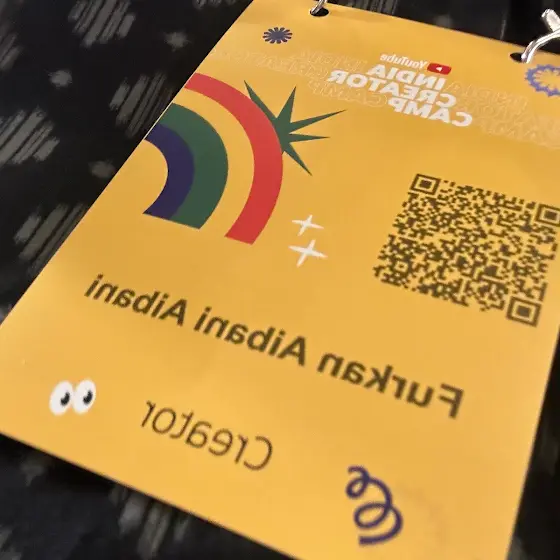 YouTube
INDIA
CREATOR
CAMP
Furkan Aibani Aibani
Creator